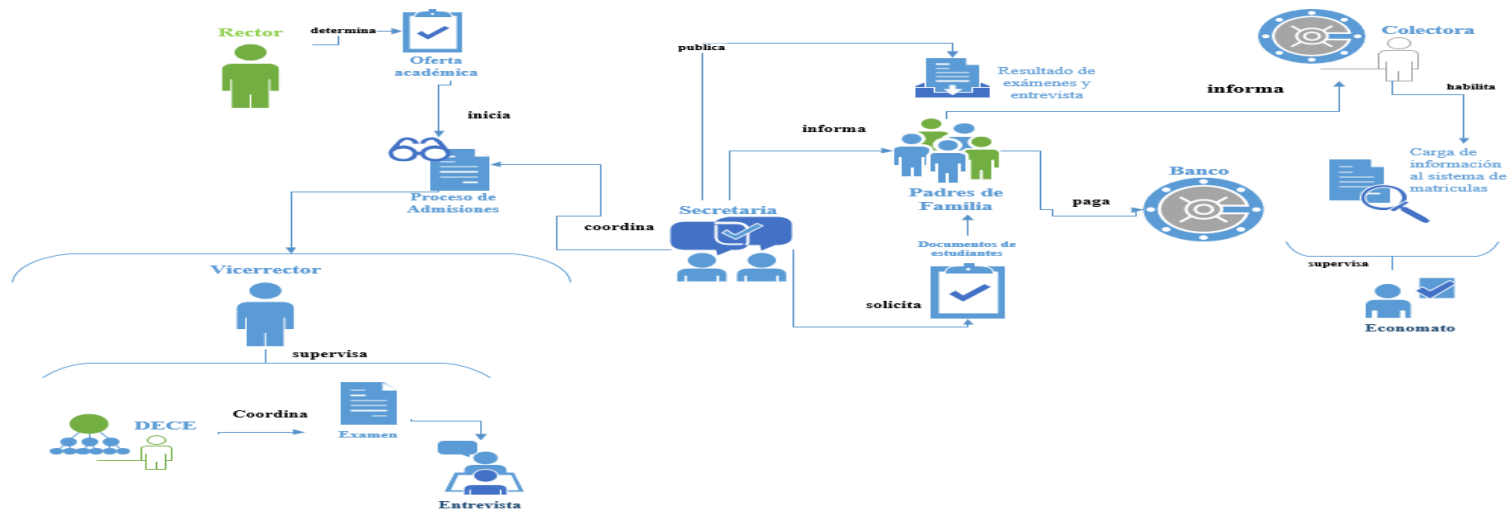 Rector
determina
Oferta
académica
inicia
Proceso de
Admisiones
Vicerrector
supervisa
DECE
Coordina
Examen
Entrevista
coordina
Secretaria
publica
Resultado de
exámenes y
entrevista
informa
Padres de
Familia
Documentos de
estudiantes
solicita
paga
Banco
informa
Colectora
habilita
Carga de
información
al sistema de
matriculas
supervisa
Economato